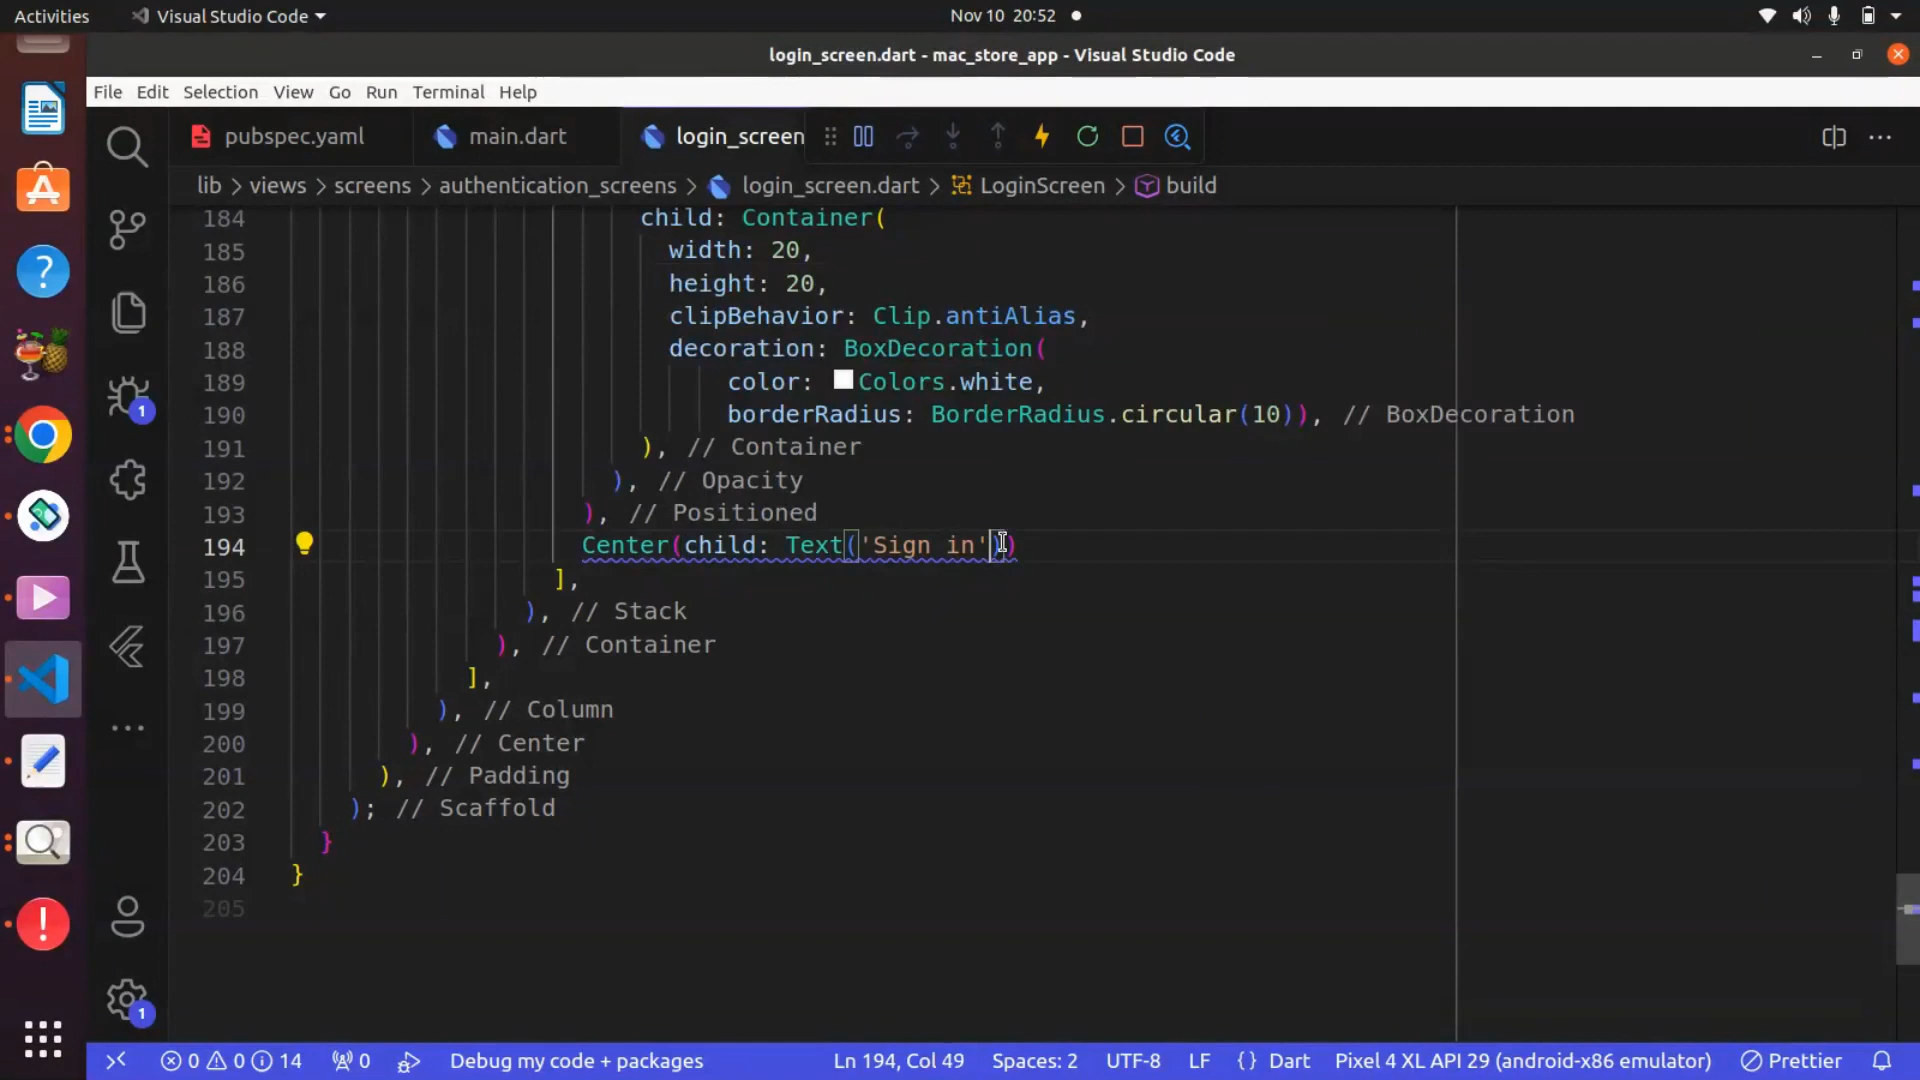 Activities Visual Studio Code Nov 10 20:52
login_screen.dart - mac_store_app - Visual Studio Code
File Edit Selection View Go Run Terminal Help
pubspec.yaml main.dart login_screen
lib > views > screens > authentication_screens > login_screen.dart > LoginScreen > build
184 child: Container(
185 width: 20,
186 height: 20,
187 clipBehavior: Clip.antiAlias,
188 decoration: BoxDecoration(
189 color: Colors.white,
190 borderRadius: BorderRadius.circular(10)), // BoxDecoration
191 ), // Container
192 ), // Opacity
193 ), // Positioned
194 Center(child: Text('Sign in'))
195 ],
196 ), // Stack
197 ), // Container
198 ],
199 ), // Column
200 ), // Center
201 ), // Padding
202 ); // Scaffold
203 }
204 }
205
1
1
0 0 14 0 Debug my code + packages Ln 194, Col 49 Spaces: 2 UTF-8 LF {} Dart Pixel 4 XL API 29 (android-x86 emulator) Prettier